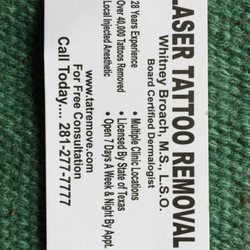 LASER TATTOO REMOVAL
Whitney Broach, M.S., L.S.O.
Board Certified Dermalogist
28 Years Experience
Over 40,000 Tattoos Removed
Local Injected Anesthetic
• Multiple Clinic Locations
• Licensed By State of Texas
• Open 7 Days A Week & Night By Appt.
www.tatremove.com
For Free Consultation
Call Today.... 281-277-7777